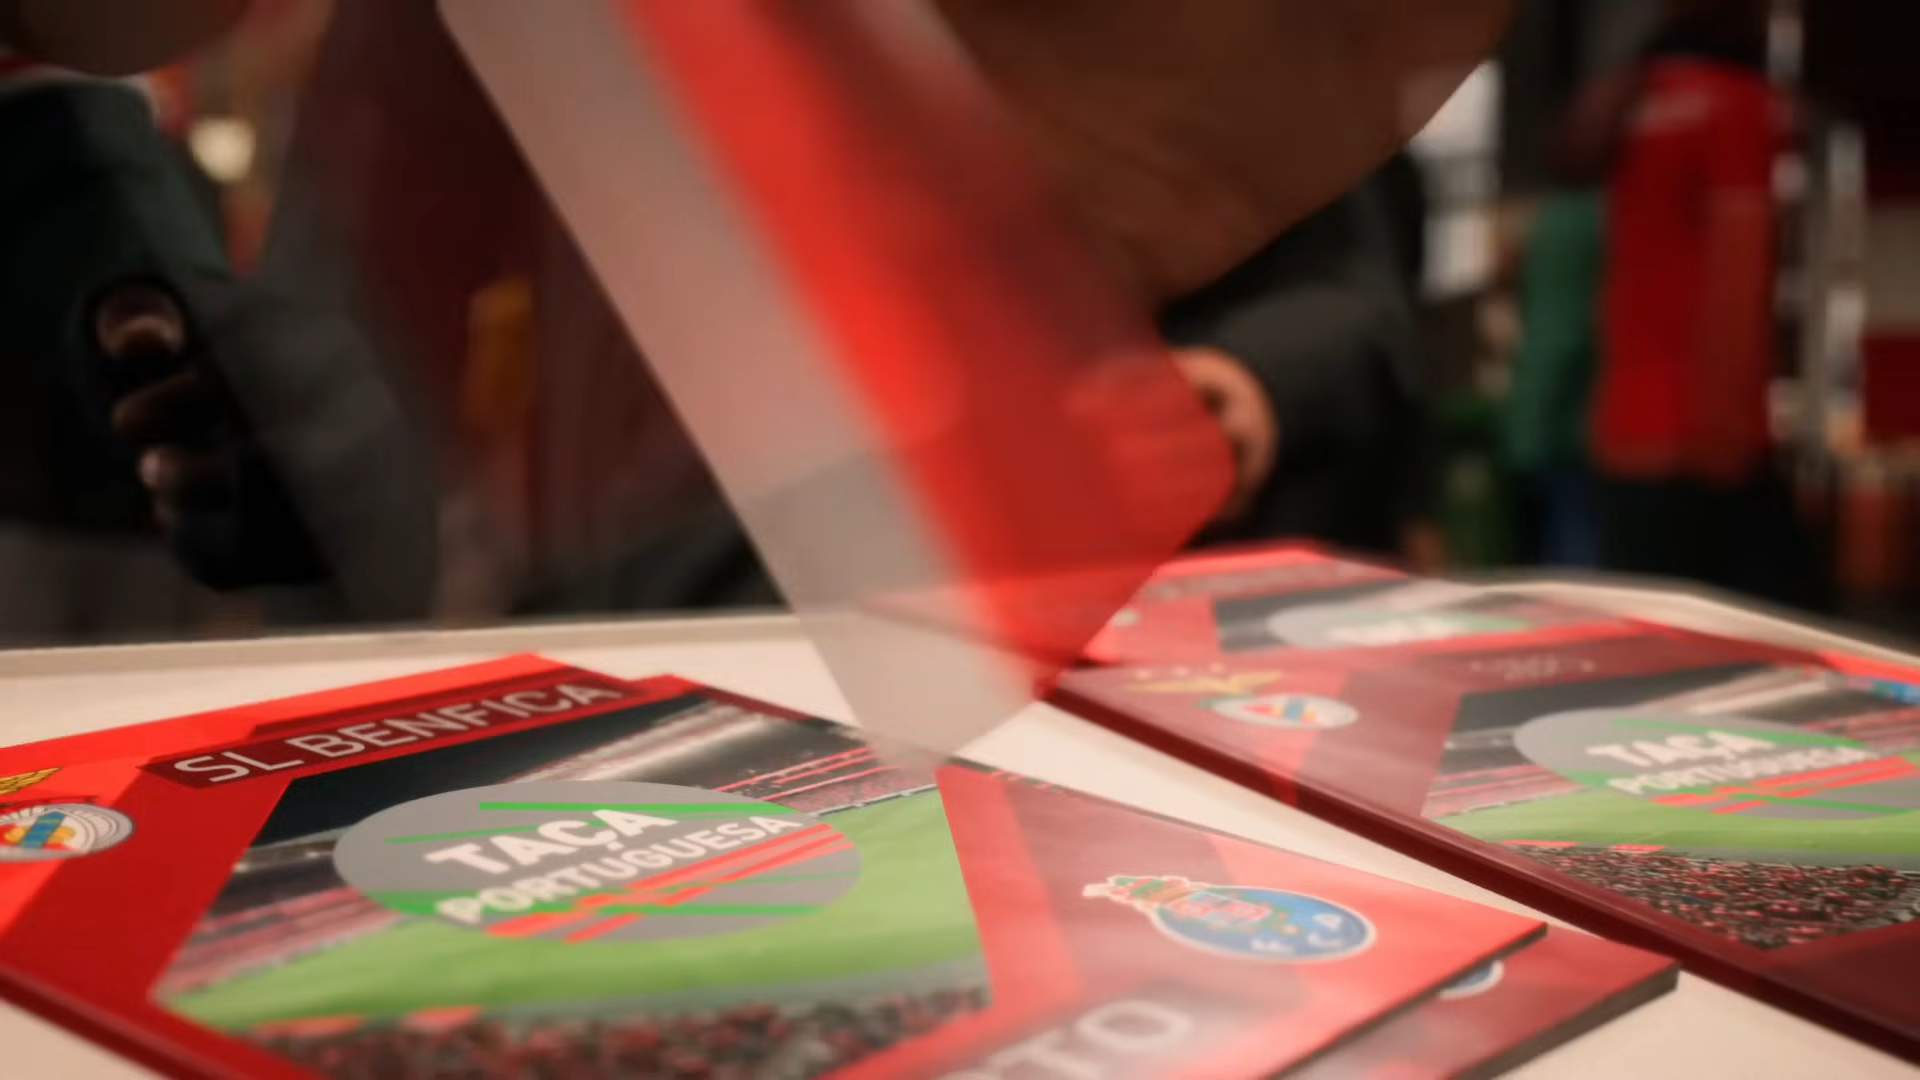 SL BENFICA
TAÇA
PORTUGUESA
TAÇA
PORTUGUESA
F C P